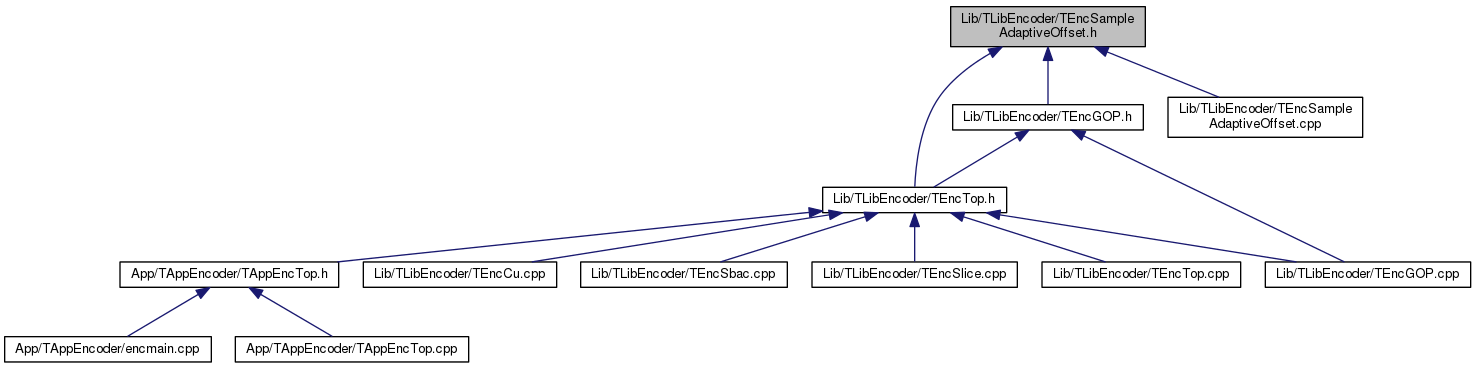 Lib/TLibEncoder/TEncSample
AdaptiveOffset.h
Lib/TLibEncoder/TEncGOP.h
Lib/TLibEncoder/TEncSample
AdaptiveOffset.cpp
Lib/TLibEncoder/TEncTop.h
App/TAppEncoder/TAppEncTop.h
Lib/TLibEncoder/TEncCu.cpp
Lib/TLibEncoder/TEncSbac.cpp
Lib/TLibEncoder/TEncSlice.cpp
Lib/TLibEncoder/TEncTop.cpp
Lib/TLibEncoder/TEncGOP.cpp
App/TAppEncoder/encmain.cpp
App/TAppEncoder/TAppEncTop.cpp